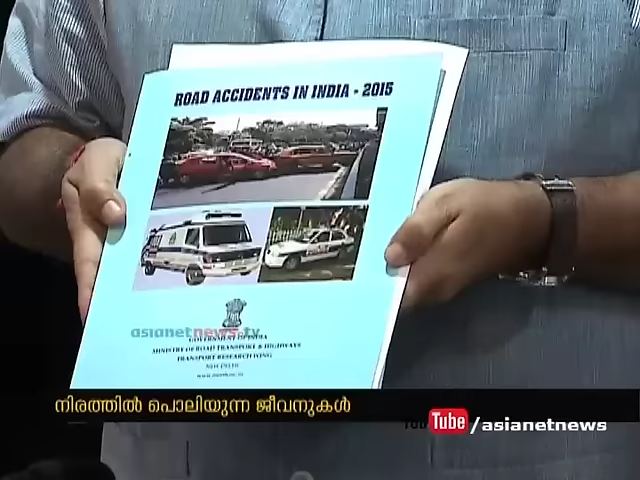 ROAD ACCIDENTS IN INDIA - 2015
asianetnews.tv
GOVERNMENT OF INDIA
MINISTRY OF ROAD TRANSPORT & HIGHWAYS
TRANSPORT RESEARCH WING
NEW DELHI
നിരത്തിൽ പൊലിയുന്ന ജീവനുകൾ
You Tube /asianetnews